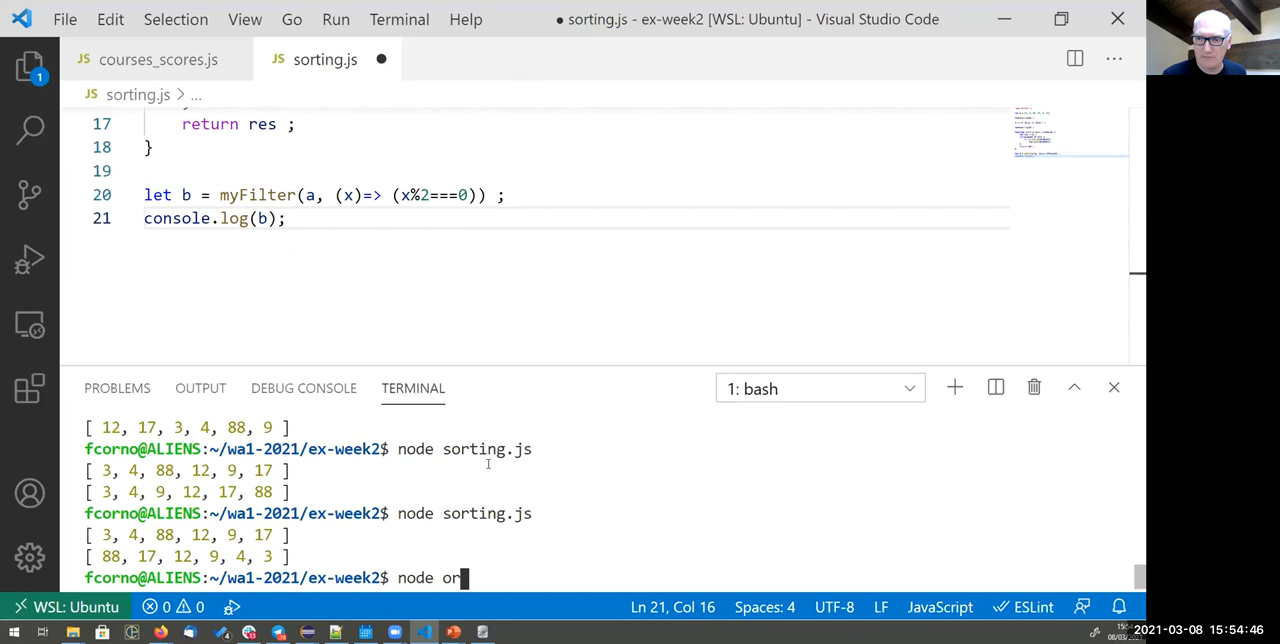 File Edit Selection View Go Run Terminal Help ● sorting.js - ex-week2 [WSL: Ubuntu] - Visual Studio Code
JS courses_scores.js JS sorting.js ●
1
JS sorting.js > ...
17 return res ;
18 }
19
20 let b = myFilter(a, (x)=> (x%2===0)) ;
21 console.log(b);
PROBLEMS OUTPUT DEBUG CONSOLE TERMINAL 1: bash
[ 12, 17, 3, 4, 88, 9 ]
fcorno@ALIENS:~/wa1-2021/ex-week2$ node sorting.js
[ 3, 4, 88, 12, 9, 17 ]
[ 3, 4, 9, 12, 17, 88 ]
fcorno@ALIENS:~/wa1-2021/ex-week2$ node sorting.js
[ 3, 4, 88, 12, 9, 17 ]
[ 88, 17, 12, 9, 4, 3 ]
fcorno@ALIENS:~/wa1-2021/ex-week2$ node or
WSL: Ubuntu 0 0 Ln 21, Col 16 Spaces: 4 UTF-8 LF JavaScript ESLint
2021-03-08 15:54:46